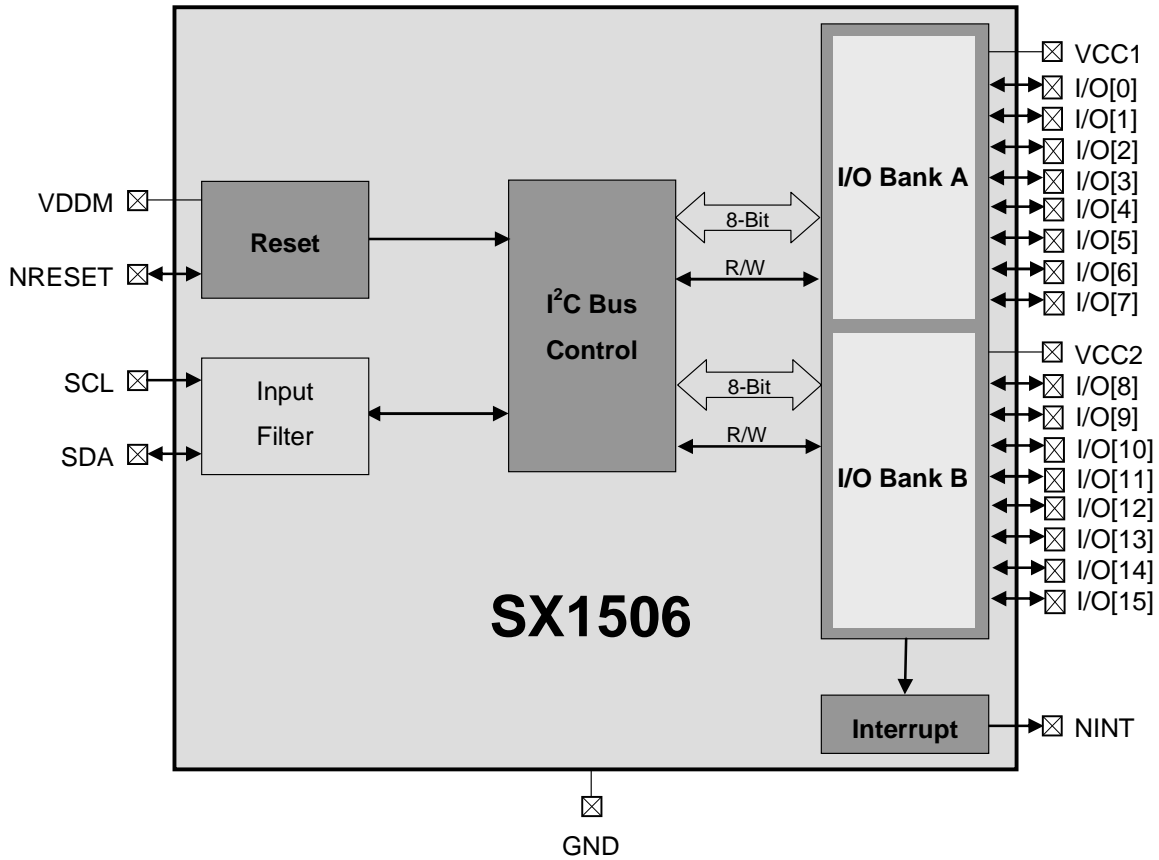 VDDM
NRESET
SCL
SDA
Reset
Input
Filter
I²C Bus
Control
8-Bit
R/W
8-Bit
R/W
I/O Bank A
I/O Bank B
VCC1
I/O[0]
I/O[1]
I/O[2]
I/O[3]
I/O[4]
I/O[5]
I/O[6]
I/O[7]
VCC2
I/O[8]
I/O[9]
I/O[10]
I/O[11]
I/O[12]
I/O[13]
I/O[14]
I/O[15]
SX1506
Interrupt
NINT
GND